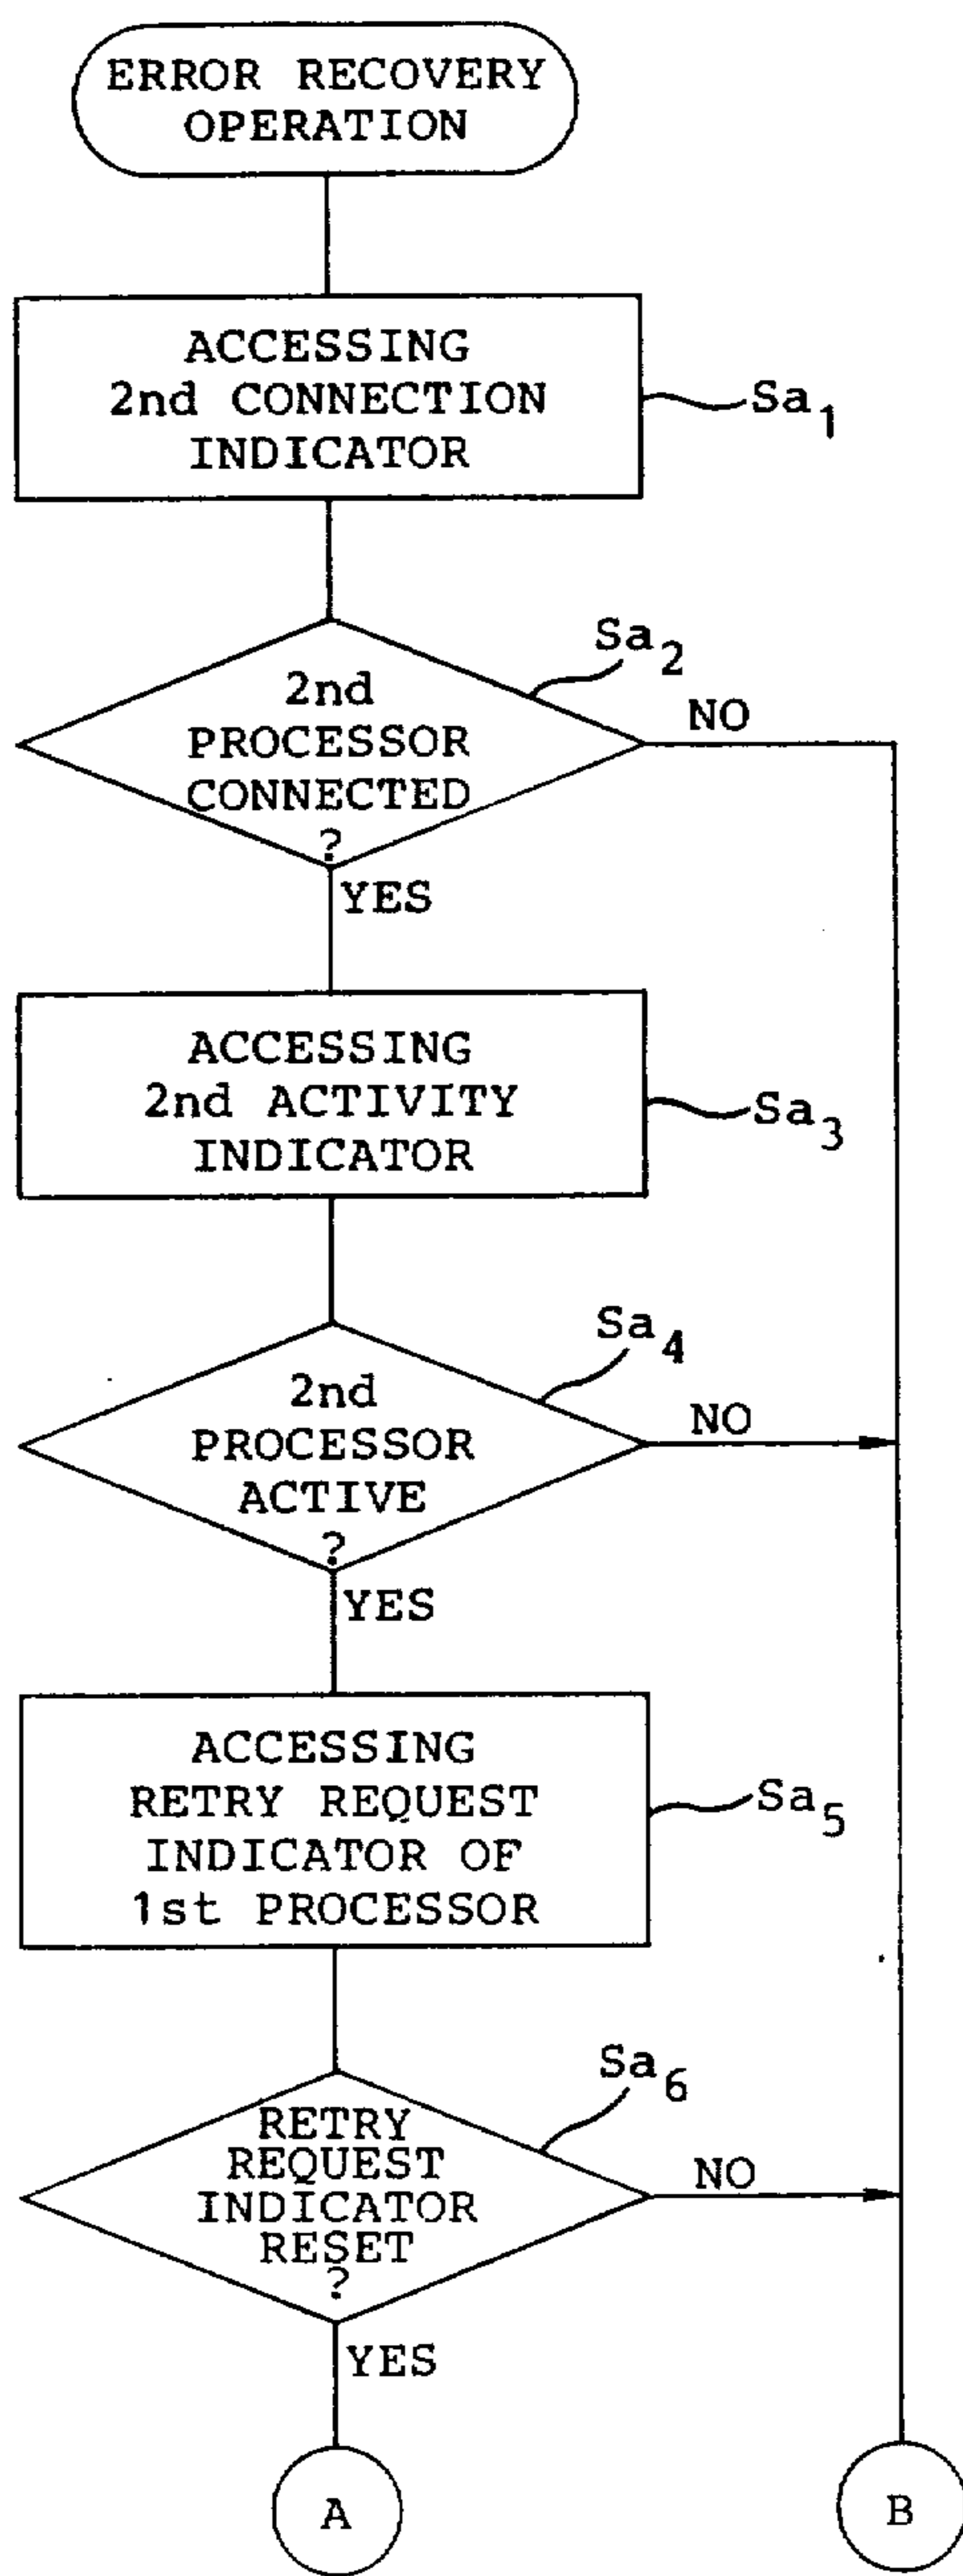 ERROR RECOVERY
OPERATION
ACCESSING
2nd CONNECTION
INDICATOR
Sa1
Sa2
2nd
PROCESSOR
CONNECTED
?
NO
YES
ACCESSING
2nd ACTIVITY
INDICATOR
Sa3
Sa4
2nd
PROCESSOR
ACTIVE
?
NO
YES
ACCESSING
RETRY REQUEST
INDICATOR OF
1st PROCESSOR
Sa5
Sa6
RETRY
REQUEST
INDICATOR
RESET
?
NO
YES
A
B